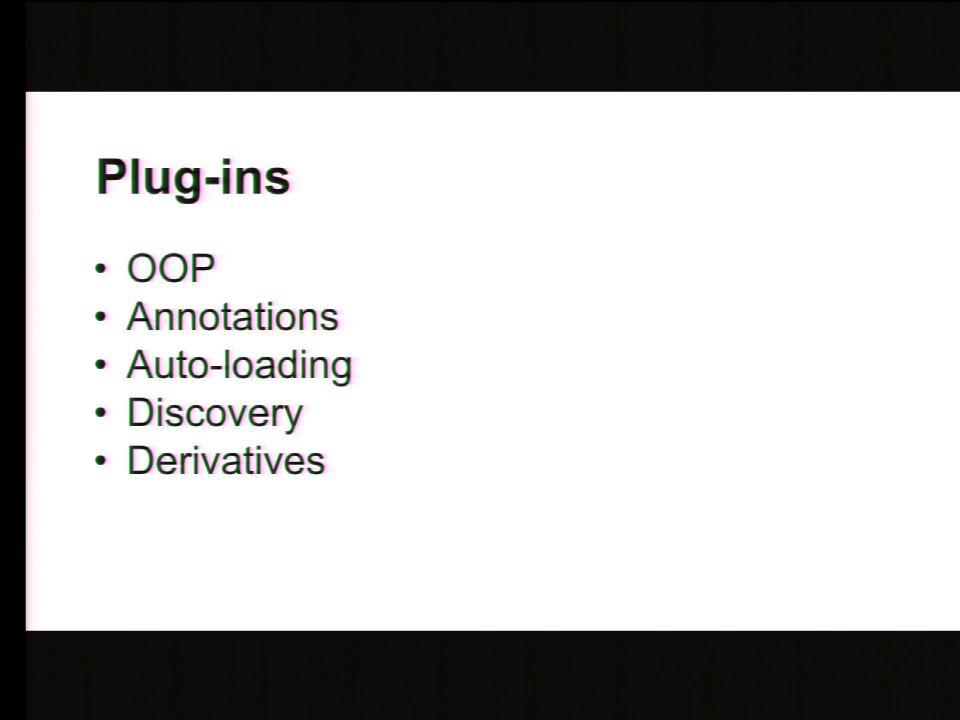 Plug-ins
• OOP
• Annotations
• Auto-loading
• Discovery
• Derivatives